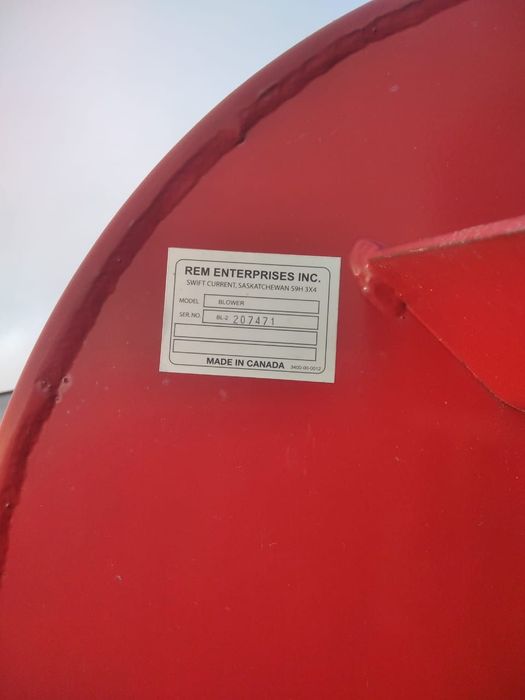 REM ENTERPRISES INC.
SWIFT CURRENT, SASKATCHEWAN S9H 3X4
MODEL BLOWER
SER. NO. BL-2 207471
MADE IN CANADA 3400-96-0012